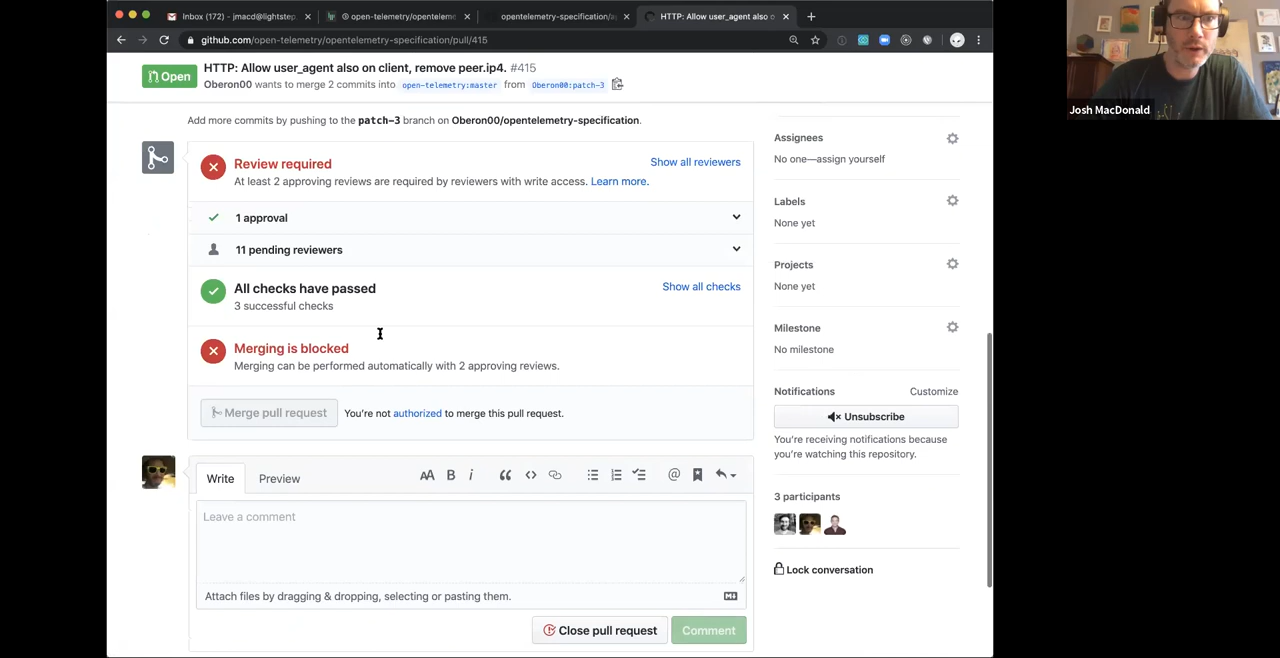 Inbox (172) - jmacd@lightstep.
open-telemetry/openteleme
opentelemetry-specification/a
HTTP: Allow user_agent also o
github.com/open-telemetry/opentelemetry-specification/pull/415
Josh MacDonald
Open
HTTP: Allow user_agent also on client, remove peer.ip4. #415
Oberon00 wants to merge 2 commits into open-telemetry:master from Oberon00:patch-3
Add more commits by pushing to the patch-3 branch on Oberon00/opentelemetry-specification.
Review required
Show all reviewers
At least 2 approving reviews are required by reviewers with write access. Learn more.
1 approval
11 pending reviewers
All checks have passed
Show all checks
3 successful checks
Merging is blocked
Merging can be performed automatically with 2 approving reviews.
Merge pull request
You're not authorized to merge this pull request.
Write
Preview
AA B i
Leave a comment
Attach files by dragging & dropping, selecting or pasting them.
Close pull request
Comment
Assignees
No one—assign yourself
Labels
None yet
Projects
None yet
Milestone
No milestone
Notifications
Customize
Unsubscribe
You're receiving notifications because
you're watching this repository.
3 participants
Lock conversation